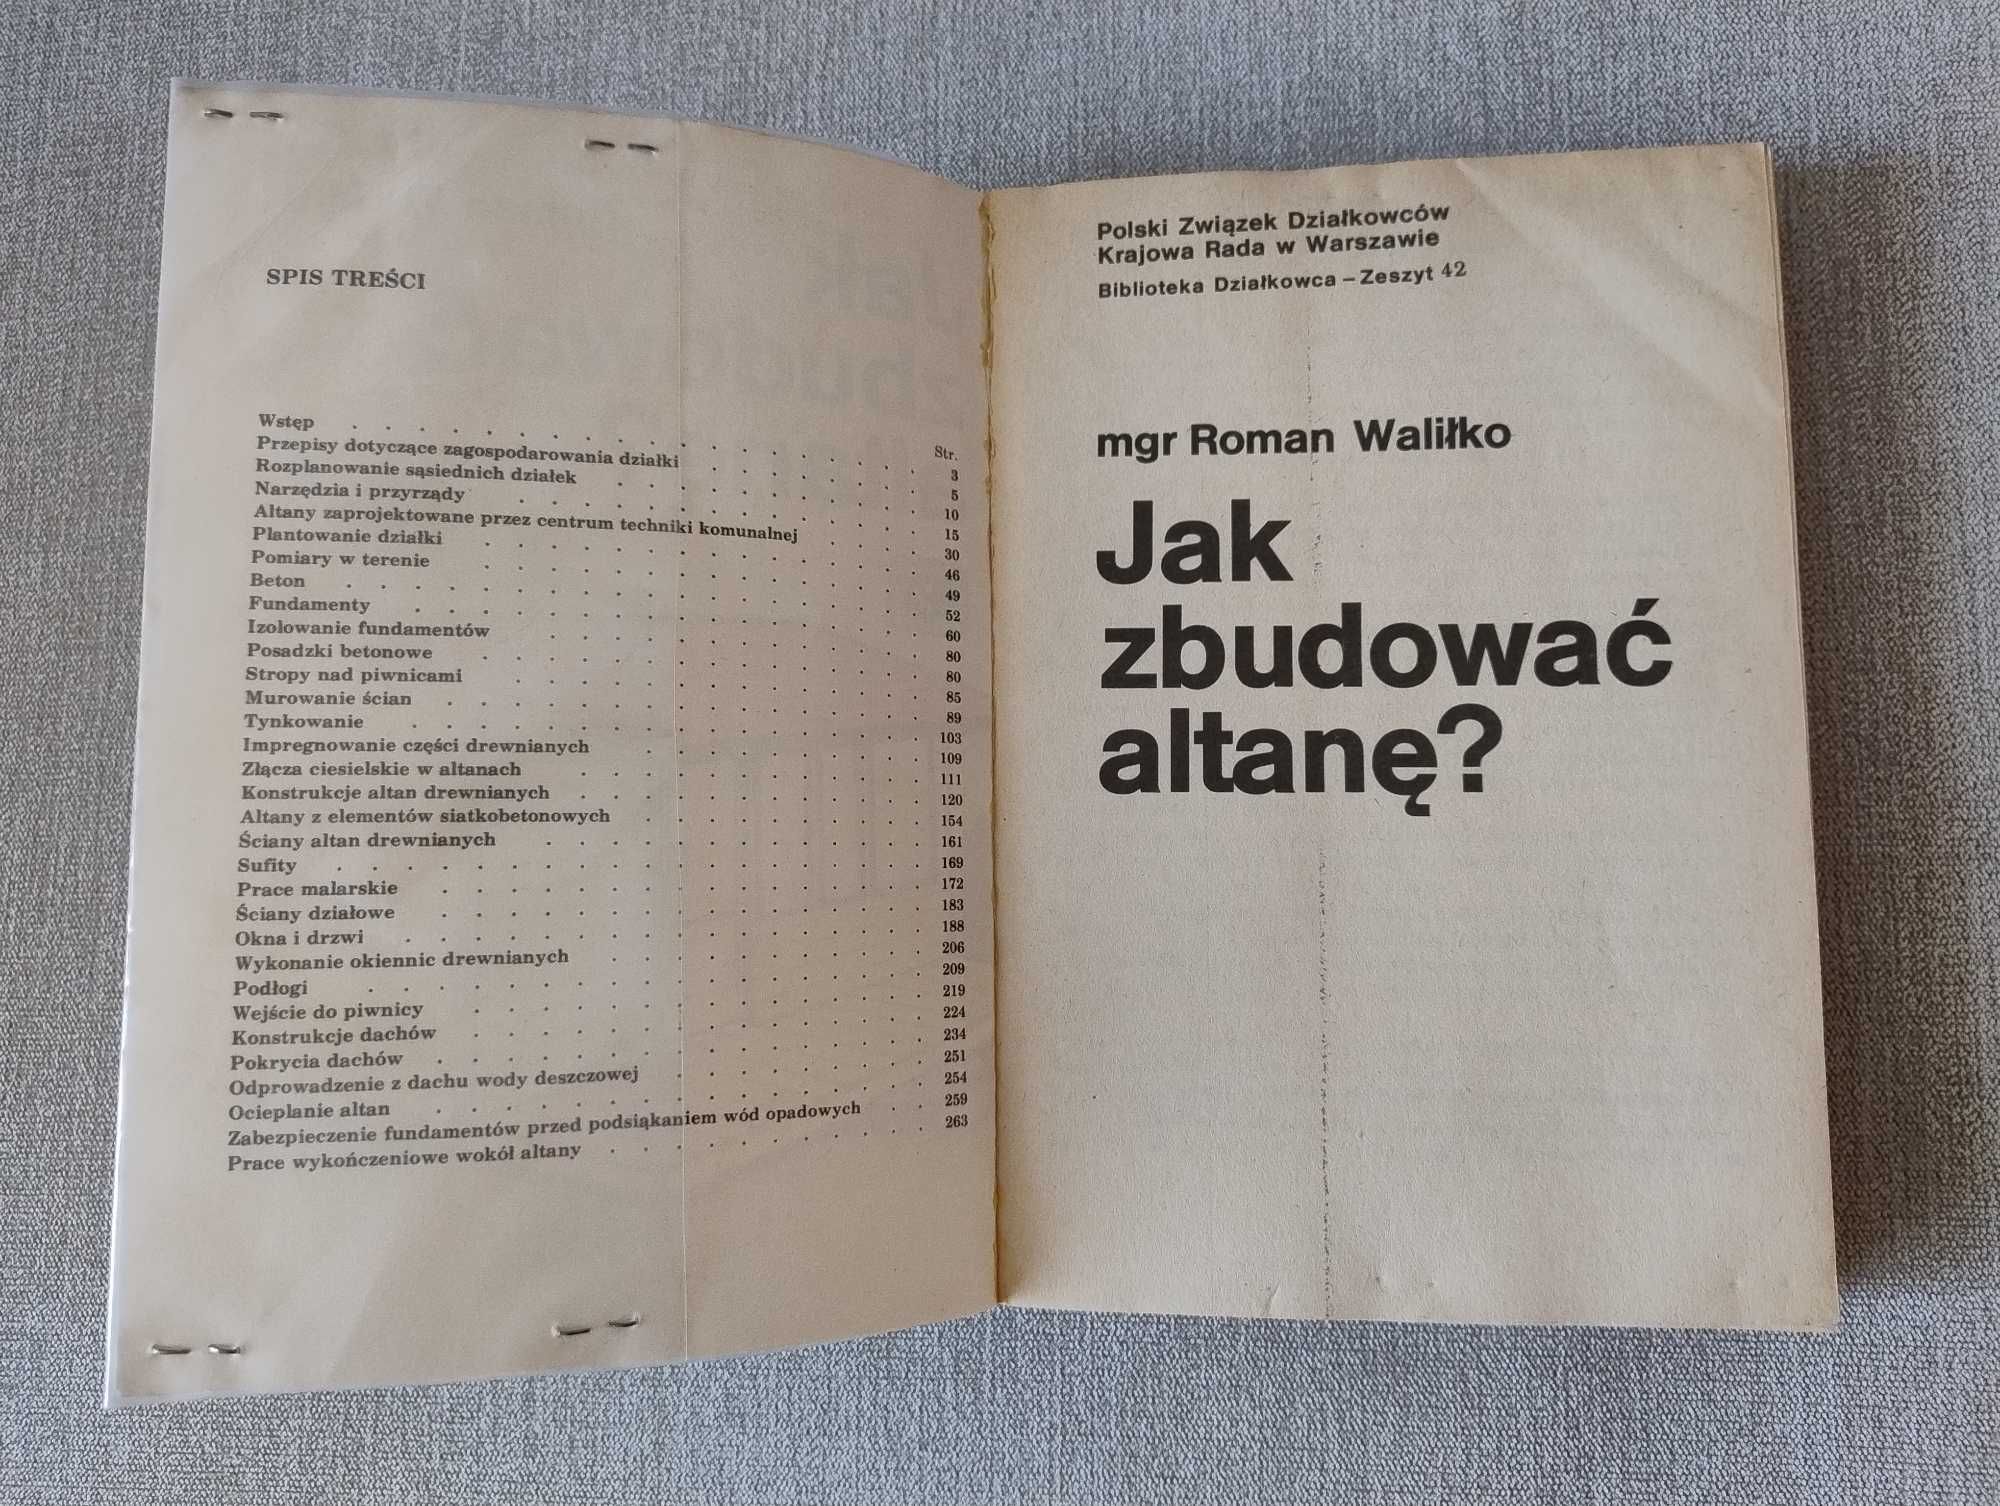 SPIS TREŚCI
Str.
Wstęp . . . . . . . . . . . . . . . . . . 3
Przepisy dotyczące zagospodarowania działki . . . . . . . 5
Rozplanowanie sąsiednich działek . . . . . . . . . . 10
Narzędzia i przyrządy . . . . . . . . . . . . . 15
Altany zaprojektowane przez centrum techniki komunalnej . . . . 30
Plantowanie działki . . . . . . . . . . . . . . 46
Pomiary w terenie . . . . . . . . . . . . . . 49
Beton . . . . . . . . . . . . . . . . . . 52
Fundamenty . . . . . . . . . . . . . . . . 60
Izolowanie fundamentów . . . . . . . . . . . . 80
Posadzki betonowe . . . . . . . . . . . . . . 80
Stropy nad piwnicami . . . . . . . . . . . . . 85
Murowanie ścian . . . . . . . . . . . . . . . 89
Tynkowanie . . . . . . . . . . . . . . . . 103
Impregnowanie części drewnianych . . . . . . . . . 109
Złącza ciesielskie w altanach . . . . . . . . . . . 111
Konstrukcje altan drewnianych . . . . . . . . . . . 120
Altany z elementów siatkobetonowych . . . . . . . . . 154
Ściany altan drewnianych . . . . . . . . . . . . 161
Sufity . . . . . . . . . . . . . . . . . . 169
Prace malarskie . . . . . . . . . . . . . . . 172
Ściany działowe . . . . . . . . . . . . . . . 183
Okna i drzwi . . . . . . . . . . . . . . . . 188
Wykonanie okiennic drewnianych . . . . . . . . . . 206
Podłogi . . . . . . . . . . . . . . . . . 209
Wejście do piwnicy . . . . . . . . . . . . . . 219
Konstrukcje dachów . . . . . . . . . . . . . . 224
Pokrycia dachów . . . . . . . . . . . . . . . 234
Odprowadzenie z dachu wody deszczowej . . . . . . . . 251
Ocieplanie altan . . . . . . . . . . . . . . . 254
Zabezpieczenie fundamentów przed podsiąkaniem wód opadowych . . 259
Prace wykończeniowe wokół altany . . . . . . . . . . 263
Polski Związek Działkowców
Krajowa Rada w Warszawie
Biblioteka Działkowca – Zeszyt 42
mgr Roman Waliłko
Jak
zbudować
altanę?